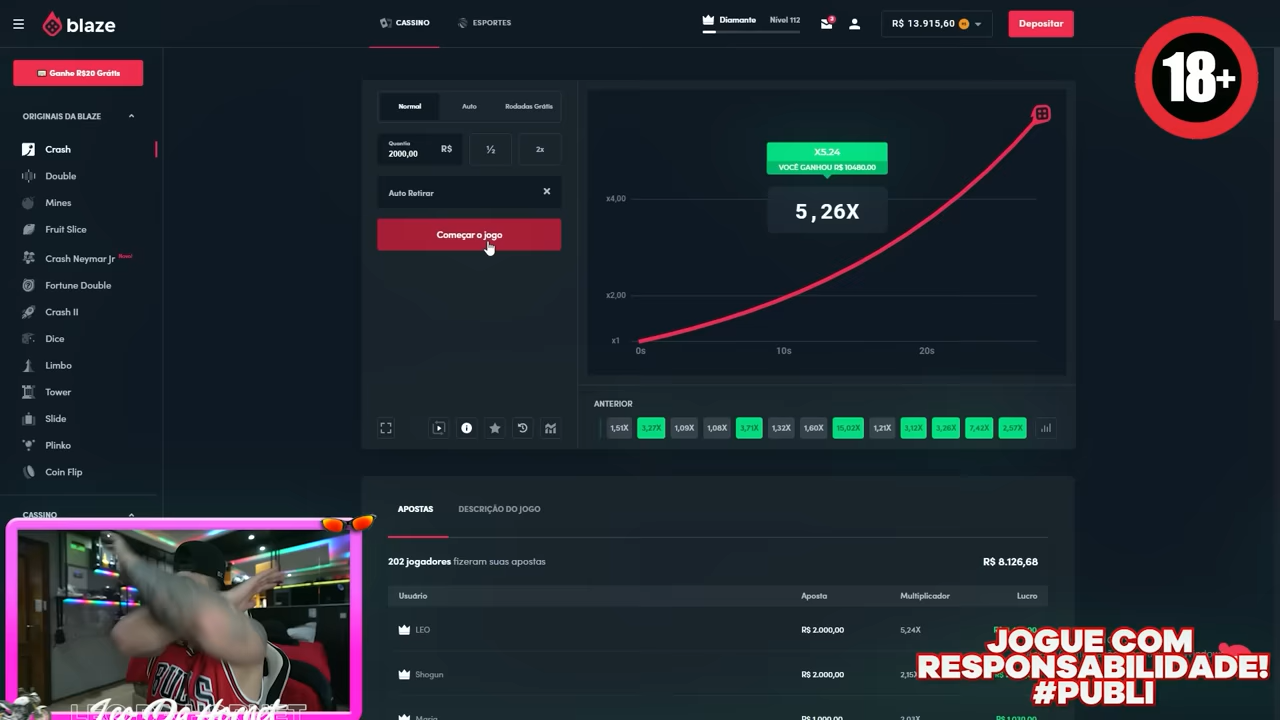 blaze
CASSINO
ESPORTES
Diamante Nível 112
R$ 13.915,60
Depositar
18+
Ganhe R$20 Grátis
ORIGINAIS DA BLAZE
Crash
Double
Mines
Fruit Slice
Crash Neymar Jr
Fortune Double
Crash II
Dice
Limbo
Tower
Slide
Plinko
Coin Flip
CASSINO
Normal Auto Rodadas Grátis
Quantia
2000,00 R$ ½ 2x
Auto Retirar
Começar o jogo
X5.24
VOCÊ GANHOU R$ 10480.00
5,26X
x4,00
x2,00
x1
0s 10s 20s
ANTERIOR
1,51X 3,27X 1,09X 1,08X 3,71X 1,32X 1,60X 15,03X 1,21X 3,12X 3,26X 7,42X 2,57X
APOSTAS DESCRIÇÃO DO JOGO
202 jogadores fizeram suas apostas R$ 8.126,68
Usuário Aposta Multiplicador Lucro
LEO R$ 2.000,00 5,24X
Shogun R$ 2.000,00
JOGUE COM
RESPONSABILIDADE!
#PUBLI
BULLS